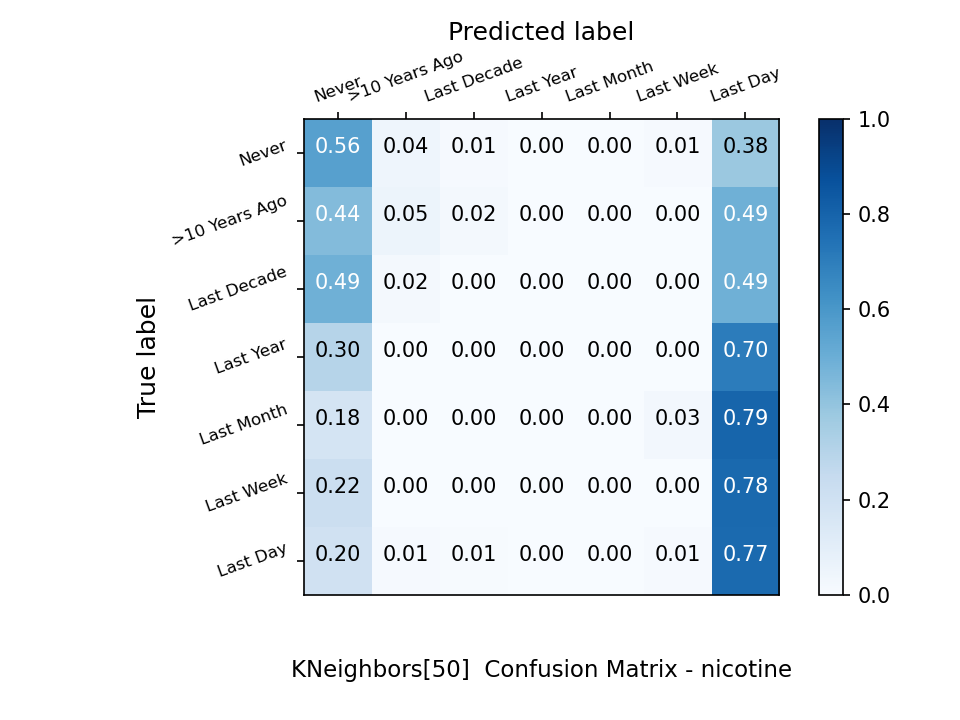 Predicted label
Never >10 Years Ago Last Decade Last Year Last Month Last Week Last Day
True label
Never 0.56 0.04 0.01 0.00 0.00 0.01 0.38
>10 Years Ago 0.44 0.05 0.02 0.00 0.00 0.00 0.49
Last Decade 0.49 0.02 0.00 0.00 0.00 0.00 0.49
Last Year 0.30 0.00 0.00 0.00 0.00 0.00 0.70
Last Month 0.18 0.00 0.00 0.00 0.00 0.03 0.79
Last Week 0.22 0.00 0.00 0.00 0.00 0.00 0.78
Last Day 0.20 0.01 0.01 0.00 0.00 0.01 0.77
1.0
0.8
0.6
0.4
0.2
0.0
KNeighbors[50]  Confusion Matrix - nicotine